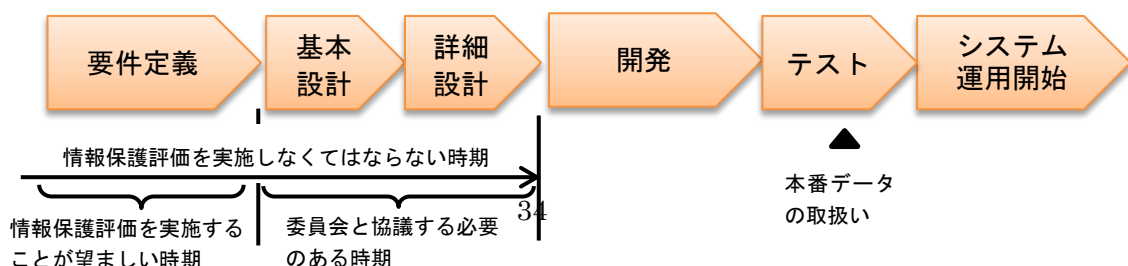 要件定義
基本
設計
詳細
設計
開発
テスト
システム
運用開始
情報保護評価を実施しなくてはならない時期
情報保護評価を実施する
ことが望ましい時期
委員会と協議する必要
のある時期
34
本番データ
の取扱い